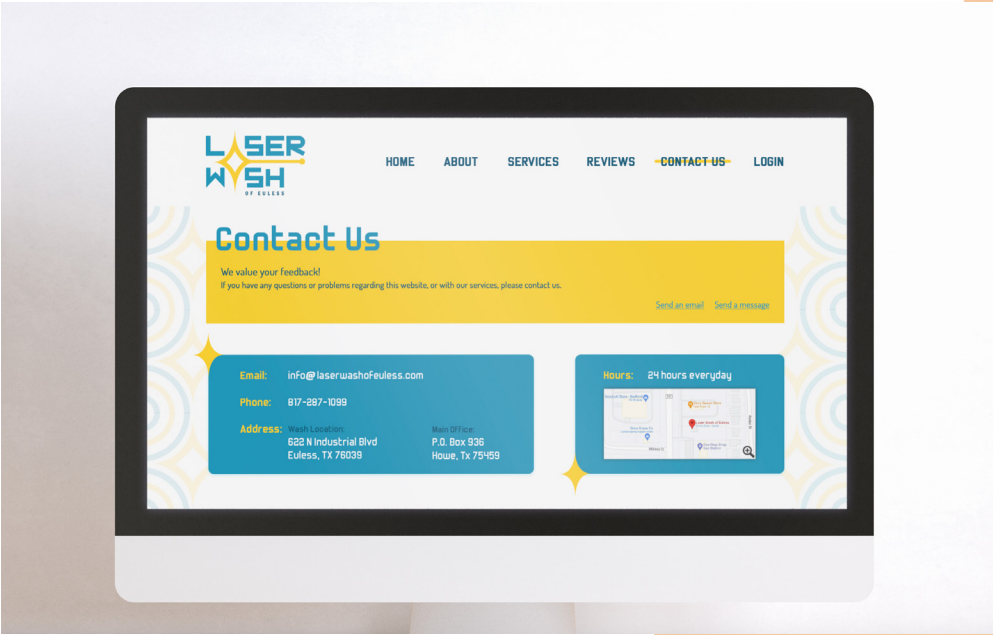 LASER
WASH
OF EULESS
HOME ABOUT SERVICES REVIEWS CONTACT US LOGIN
Contact Us
We value your feedback!
If you have any questions or problems regarding this website, or with our services, please contact us.
Send an email Send a message
Email: info@laserwashofeuless.com
Phone: 817-287-1099
Address: Wash Location: Main Office:
622 N Industrial Blvd P.O. Box 936
Euless, TX 76039 Howe, Tx 75459
Hours: 24 hours everyday